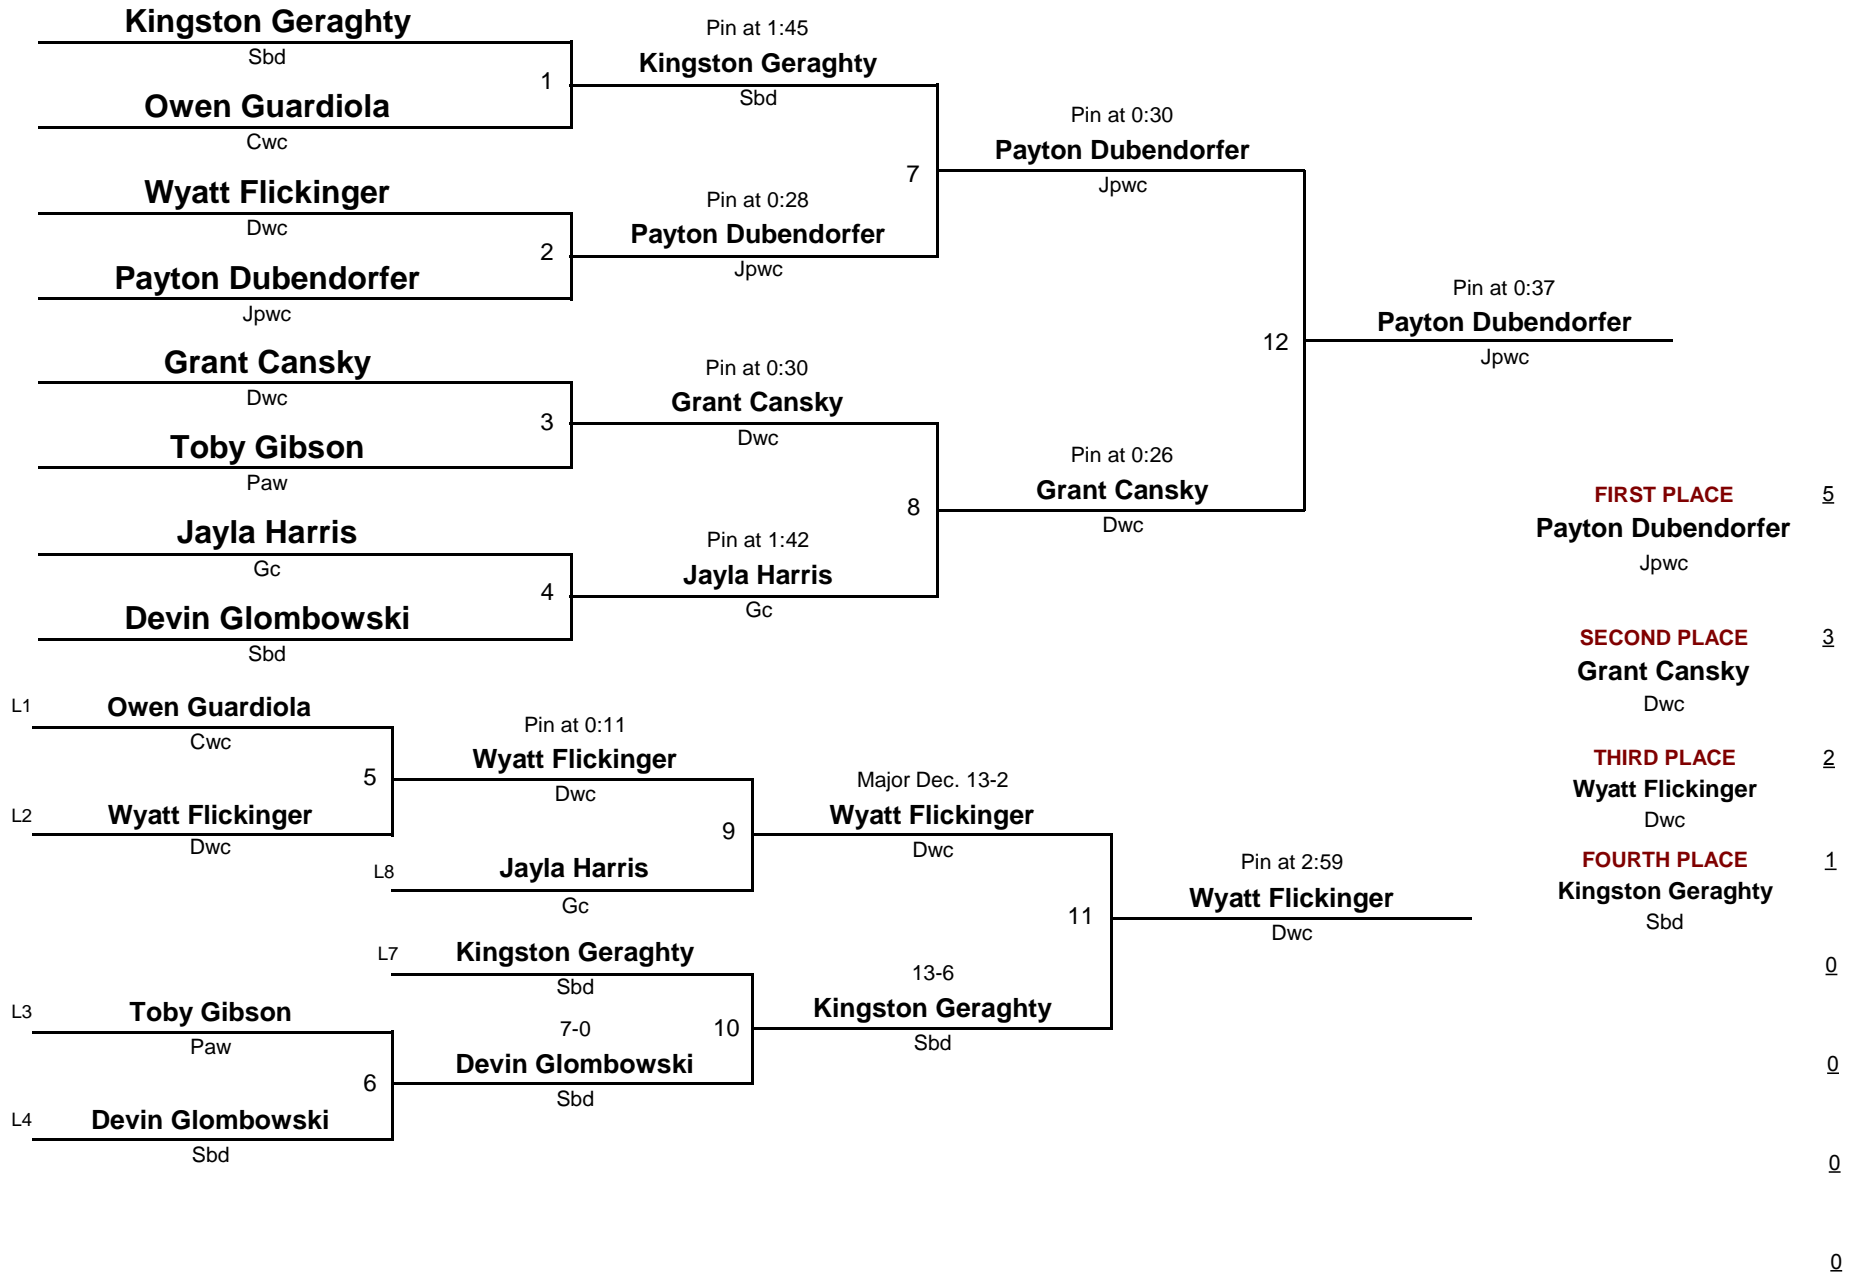 Kingston Geraghty
Sbd
1
Owen Guardiola
Cwc
Wyatt Flickinger
Dwc
2
Payton Dubendorfer
Jpwc
Grant Cansky
Dwc
3
Toby Gibson
Paw
Jayla Harris
Gc
4
Devin Glombowski
Sbd
Pin at 1:45
Kingston Geraghty
Sbd
7
Pin at 0:28
Payton Dubendorfer
Jpwc
Pin at 0:30
Grant Cansky
Dwc
8
Pin at 1:42
Jayla Harris
Gc
Pin at 0:30
Payton Dubendorfer
Jpwc
12
Pin at 0:26
Grant Cansky
Dwc
Pin at 0:37
Payton Dubendorfer
Jpwc
FIRST PLACE 5
Payton Dubendorfer
Jpwc
SECOND PLACE 3
Grant Cansky
Dwc
THIRD PLACE 2
Wyatt Flickinger
Dwc
FOURTH PLACE 1
Kingston Geraghty
Sbd
0
0
0
0
L1 Owen Guardiola
Cwc
5
L2 Wyatt Flickinger
Dwc
L3 Toby Gibson
Paw
6
L4 Devin Glombowski
Sbd
Pin at 0:11
Wyatt Flickinger
Dwc
9
L8 Jayla Harris
Gc
L7 Kingston Geraghty
Sbd
7-0 10
Devin Glombowski
Sbd
Major Dec. 13-2
Wyatt Flickinger
Dwc
11
13-6
Kingston Geraghty
Sbd
Pin at 2:59
Wyatt Flickinger
Dwc